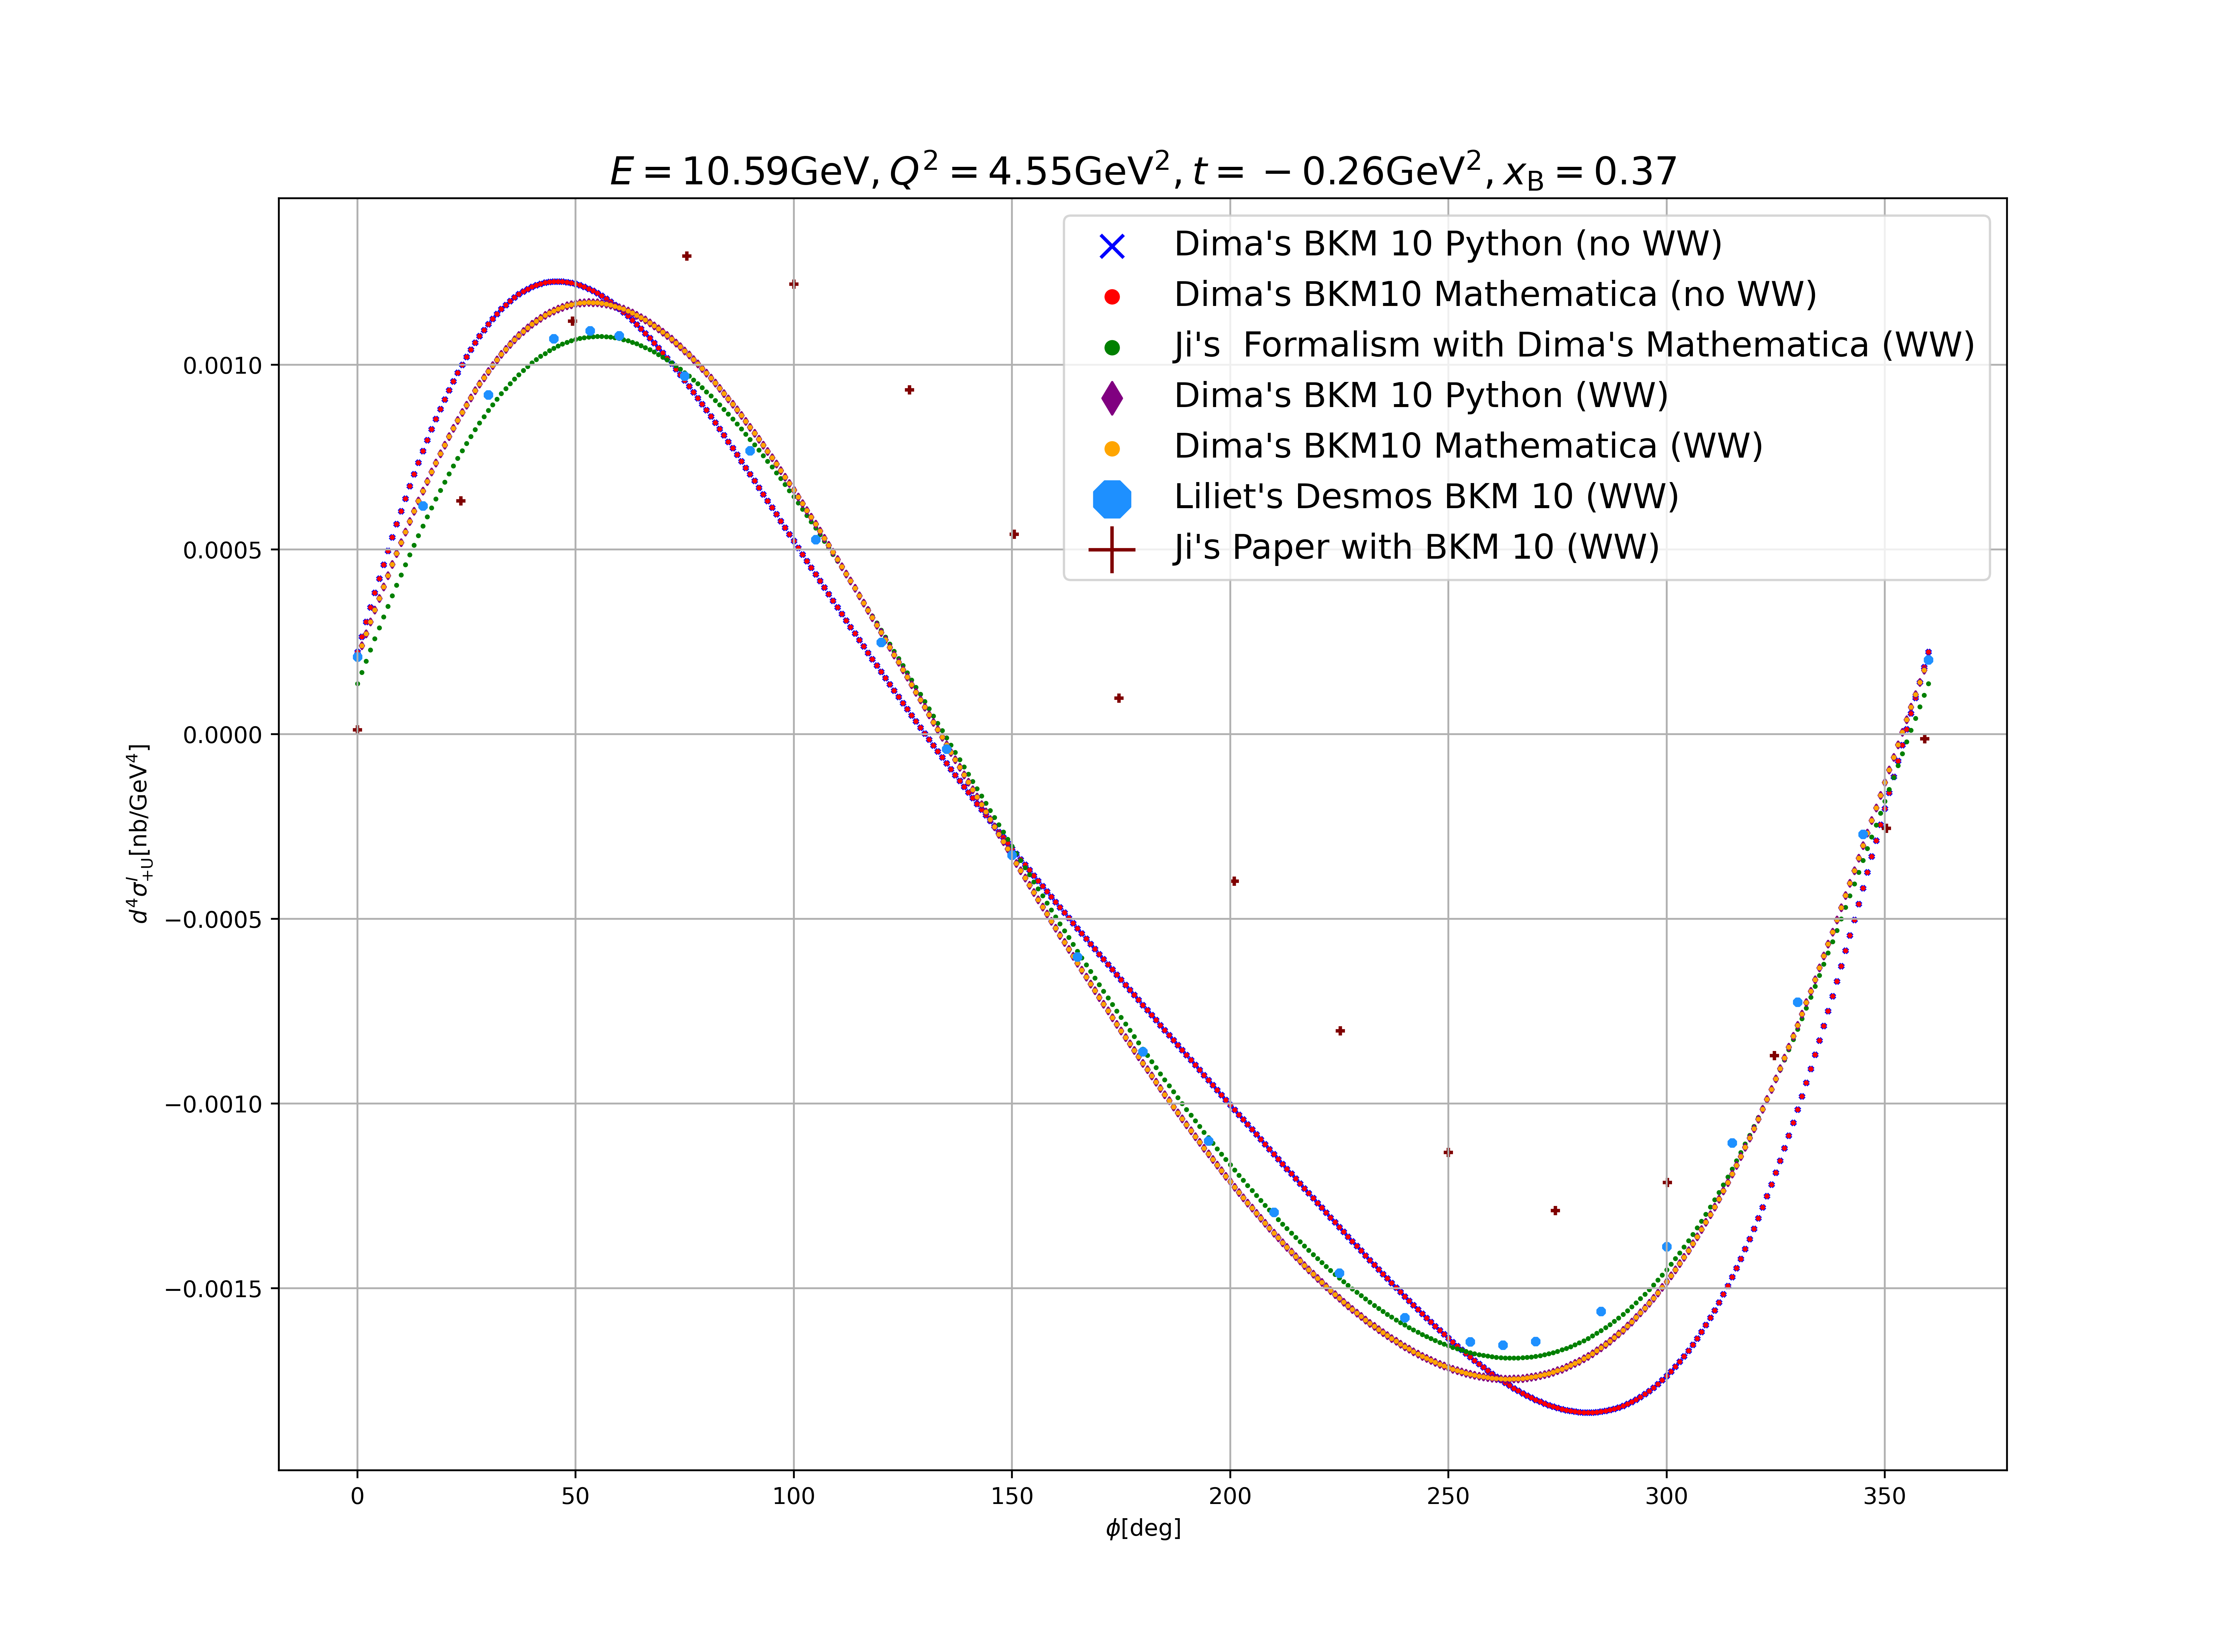 E = 10.59GeV, Q² = 4.55GeV², t = −0.26GeV², x_B = 0.37
Dima's BKM 10 Python (no WW)
Dima's BKM10 Mathematica (no WW)
Ji's  Formalism with Dima's Mathematica (WW)
Dima's BKM 10 Python (WW)
Dima's BKM10 Mathematica (WW)
Liliet's Desmos BKM 10 (WW)
Ji's Paper with BKM 10 (WW)
d⁴σ^I_{+U}[nb/GeV⁴]
0.0010
0.0005
0.0000
−0.0005
−0.0010
−0.0015
0 50 100 150 200 250 300 350
ϕ[deg]